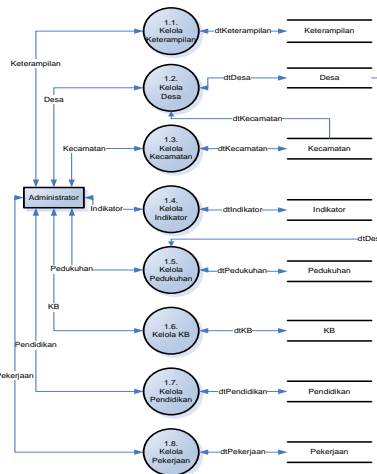 1.1.
Kelola
Keterampilan
dtKeterampilan
Keterampilan
Keterampilan
1.2.
Kelola
Desa
dtDesa
Desa
Desa
dtKecamatan
1.3.
Kelola
Kecamatan
Kecamatan
dtKecamatan
Kecamatan
Administrator
1.4.
Kelola
Indikator
Indikator
dtIndikator
Indikator
dtDes
1.5.
Kelola
Pedukuhan
Pedukuhan
dtPedukuhan
Pedukuhan
KB
1.6.
Kelola KB
dtKB
KB
Pendidikan
1.7.
Kelola
Pendidikan
dtPendidikan
Pendidikan
Pekerjaan
1.8.
Kelola
Pekerjaan
dtPekerjaan
Pekerjaan